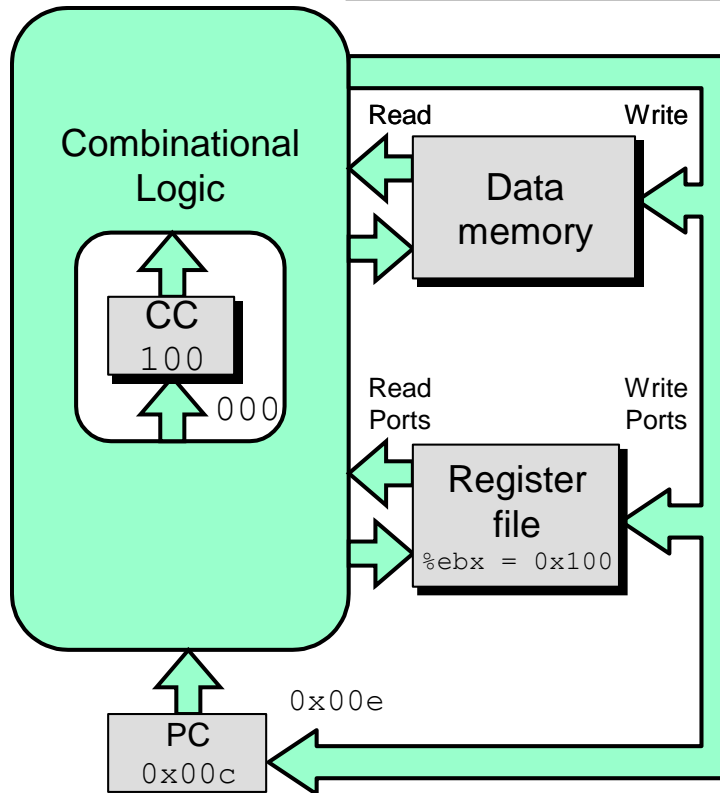 Combinational
Logic
CC
100
000
Read
Write
Data
memory
Read
Ports
Write
Ports
Register
file
%ebx = 0x100
0x00e
PC
0x00c